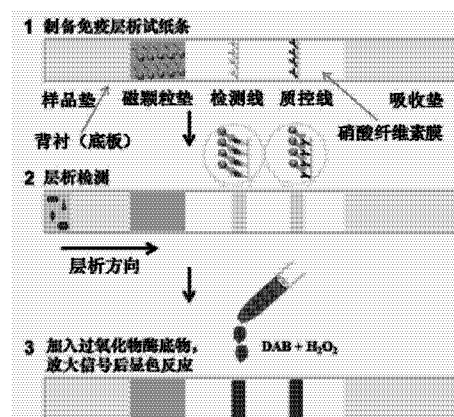 1 制备免疫层析试纸条
样品垫 磁颗粒垫 检测线 质控线 吸收垫
背衬（底板） 硝酸纤维素膜
2 层析检测
层析方向
3 加入过氧化物酶底物， DAB + H₂O₂
放大信号后显色反应